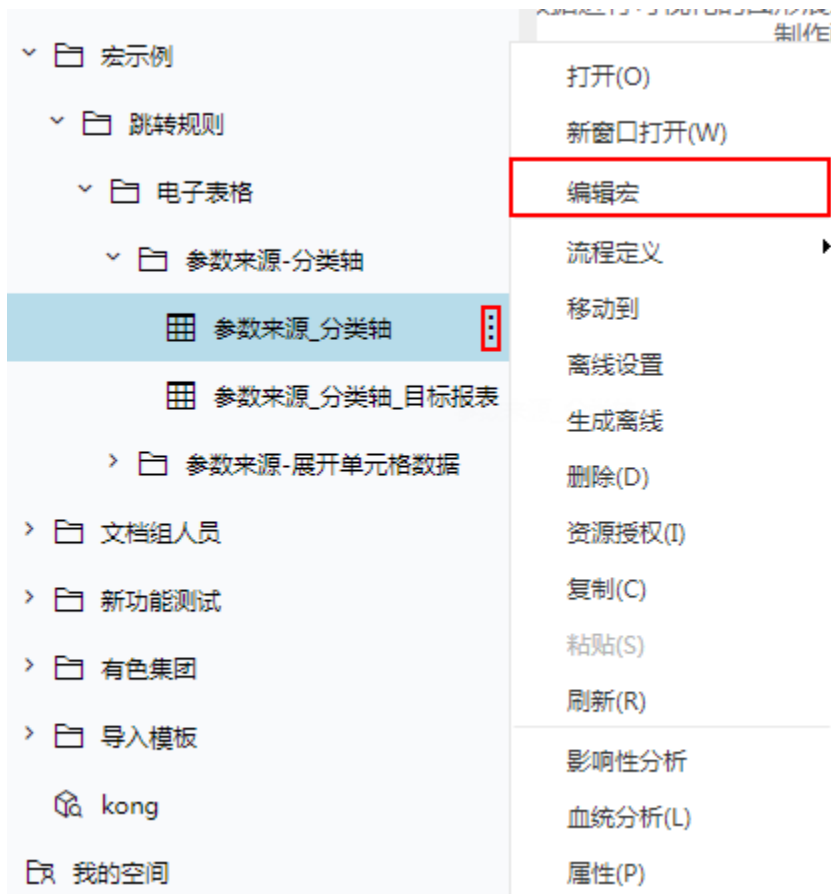 宏示例
跳转规则
电子表格
参数来源-分类轴
参数来源_分类轴
参数来源_分类轴_目标报表
参数来源-展开单元格数据
文档组人员
新功能测试
有色集团
导入模板
kong
我的空间
制作
打开(O)
新窗口打开(W)
编辑宏
流程定义
移动到
离线设置
生成离线
删除(D)
资源授权(I)
复制(C)
粘贴(S)
刷新(R)
影响性分析
血统分析(L)
属性(P)